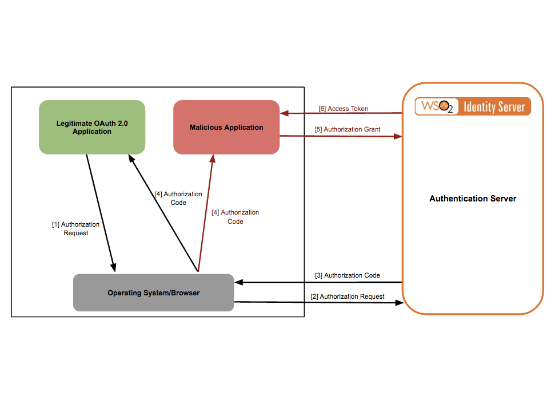 WSO2 Identity Server
[6] Access Token
Legitimate OAuth 2.0
Application
Malicious Application
[5] Authorization Grant
[4] Authorization
Code
[4] Authorization
Code
[1] Authorization
Request
Authentication Server
[3] Authorization Code
Operating System/Browser
[2] Authorization Request